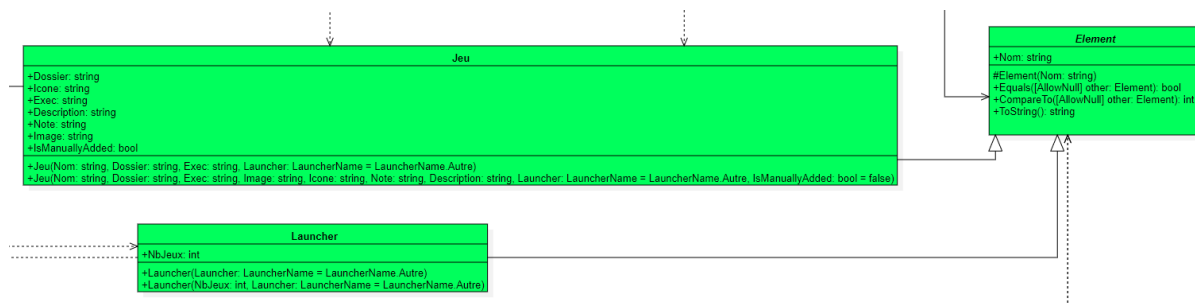 Jeu
+Dossier: string
+Icone: string
+Exec: string
+Description: string
+Note: string
+Image: string
+IsManuallyAdded: bool
+Jeu(Nom: string, Dossier: string, Exec: string, Launcher: LauncherName = LauncherName.Autre)
+Jeu(Nom: string, Dossier: string, Exec: string, Image: string, Icone: string, Note: string, Description: string, Launcher: LauncherName = LauncherName.Autre, IsManuallyAdded: bool = false)
Element
+Nom: string
#Element(Nom: string)
+Equals([AllowNull] other: Element): bool
+CompareTo([AllowNull] other: Element): int
+ToString(): string
Launcher
+NbJeux: int
+Launcher(Launcher: LauncherName = LauncherName.Autre)
+Launcher(NbJeux: int, Launcher: LauncherName = LauncherName.Autre)